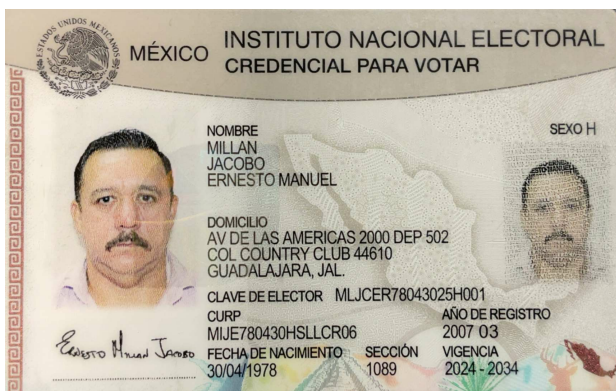 ESTADOS UNIDOS MEXICANOS
MÉXICO
INSTITUTO NACIONAL ELECTORAL
CREDENCIAL PARA VOTAR
NOMBRE
SEXO H
MILLAN
JACOBO
ERNESTO MANUEL
DOMICILIO
AV DE LAS AMERICAS 2000 DEP 502
COL COUNTRY CLUB 44610
GUADALAJARA, JAL.
CLAVE DE ELECTOR MLJCER78043025H001
CURP
AÑO DE REGISTRO
MIJE780430HSLLCR06
2007 03
FECHA DE NACIMIENTO SECCIÓN VIGENCIA
30/04/1978 1089 2024 - 2034
Ernesto Millan Jacobo